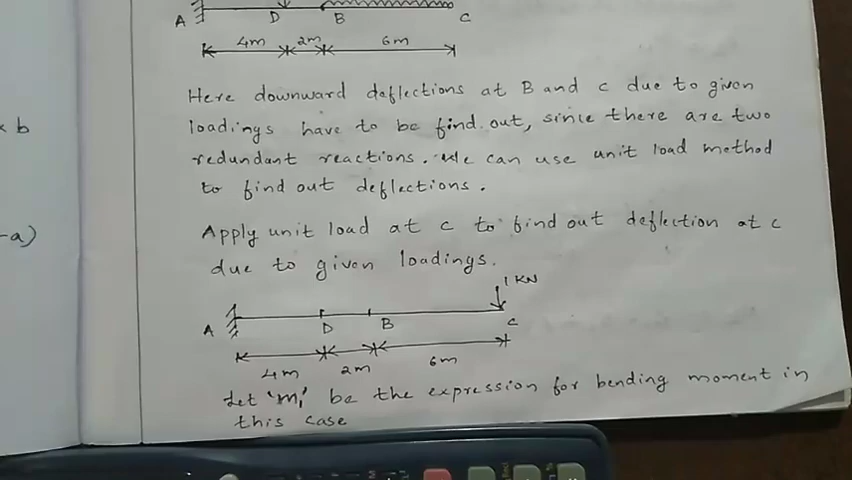 A D B C
4m 2m 6m
Here downward deflections at B and c due to given
x b
loadings have to be find out, since there are two
redundant reactions. We can use unit load method
to find out deflections.
-a)
Apply unit load at c to find out deflection at c
due to given loadings.
1 KN
A D B C
4m 2m 6m
Let 'm₁' be the expression for bending moment in
this case